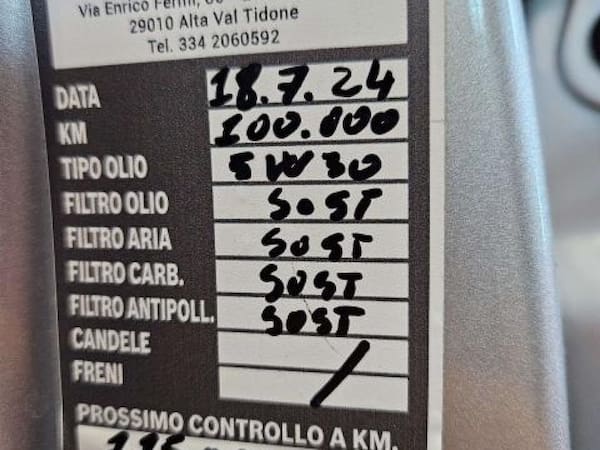 Via Enrico Fermi,
29010 Alta Val Tidone
Tel. 334 2060592
DATA 18.7.24
KM 100.000
TIPO OLIO 5W30
FILTRO OLIO SOST
FILTRO ARIA SOST
FILTRO CARB. SOST
FILTRO ANTIPOLL. SOST
CANDELE
FRENI /
PROSSIMO CONTROLLO A KM.